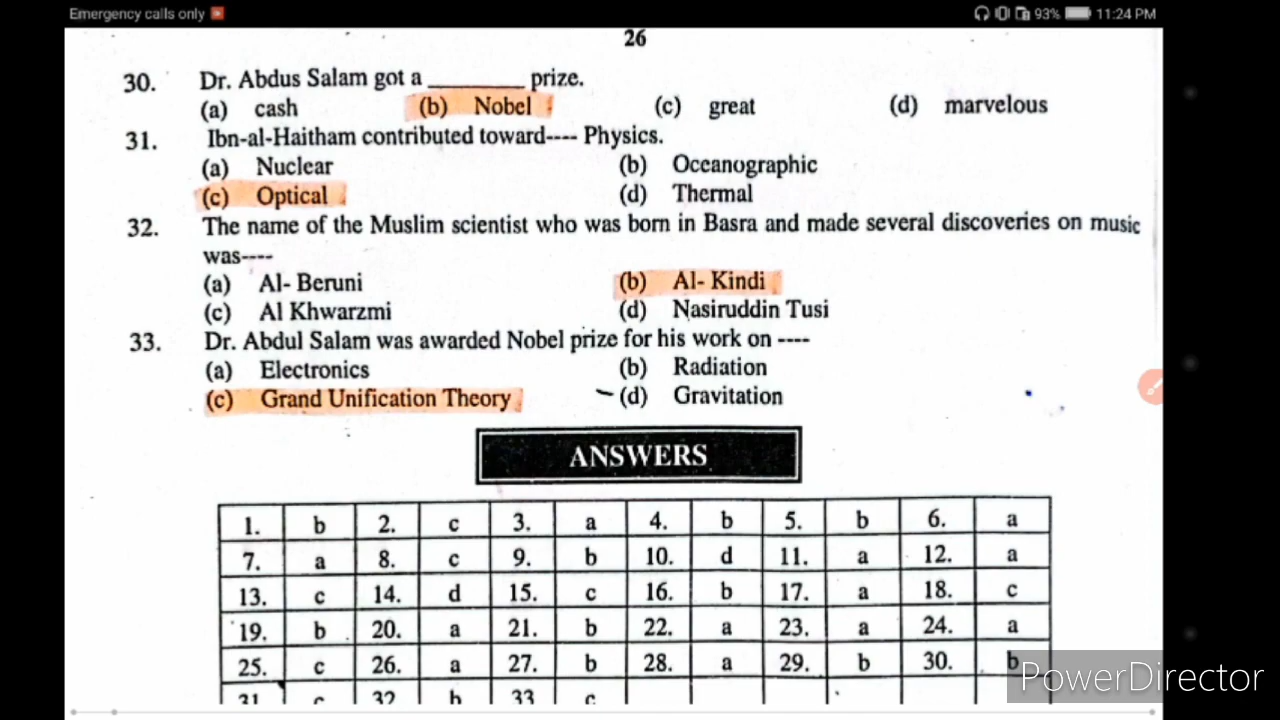 Emergency calls only 93% 11:24 PM
26
30. Dr. Abdus Salam got a ________ prize.
(a) cash (b) Nobel (c) great (d) marvelous
31. Ibn-al-Haitham contributed toward---- Physics.
(a) Nuclear (b) Oceanographic
(c) Optical (d) Thermal
32. The name of the Muslim scientist who was born in Basra and made several discoveries on music
was----
(a) Al- Beruni (b) Al- Kindi
(c) Al Khwarzmi (d) Nasiruddin Tusi
33. Dr. Abdul Salam was awarded Nobel prize for his work on ----
(a) Electronics (b) Radiation
(c) Grand Unification Theory (d) Gravitation
ANSWERS
1. b 2. c 3. a 4. b 5. b 6. a
7. a 8. c 9. b 10. d 11. a 12. a
13. c 14. d 15. c 16. b 17. a 18. c
19. b 20. a 21. b 22. a 23. a 24. a
25. c 26. a 27. b 28. a 29. b 30. b
31 c 32 b 33 c
PowerDirector